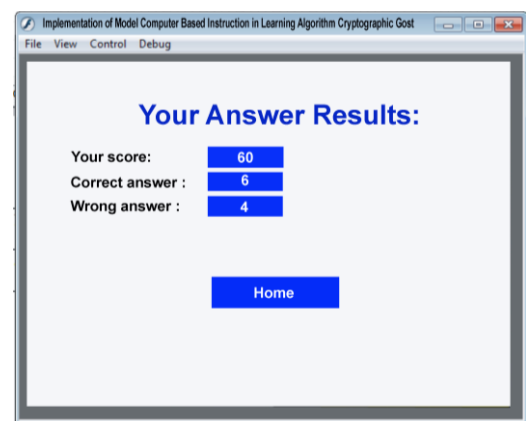 Implementation of Model Computer Based Instruction in Learning Algorithm Cryptographic Gost
File View Control Debug
Your Answer Results:
Your score: 60
Correct answer : 6
Wrong answer : 4
Home